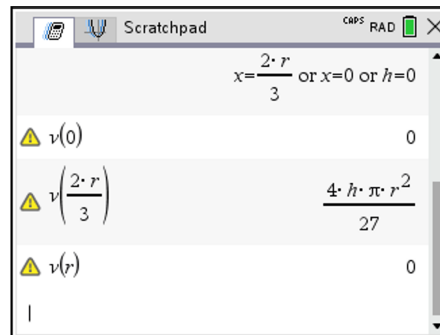 Scratchpad CAPS RAD
x=2·r/3 or x=0 or h=0
v(0) 0
v(2·r/3) 4·h·π·r²/27
v(r) 0